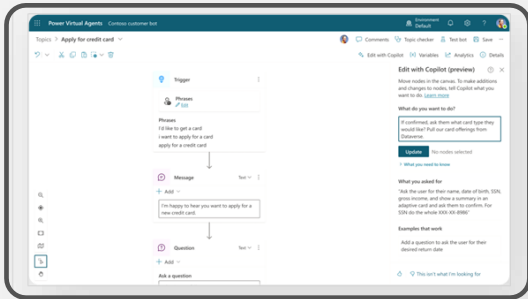 Power Virtual Agents Contoso customer bot
Environment
Default
?
Topics > Apply for credit card
Comments Topic checker Test bot Save
Edit with Copilot {x} Variables Analytics Details
Trigger
Phrases
Edit
Phrases
I'd like to get a card
i want to apply for a card
apply for a credit card
Message Text
+ Add
I'm happy to hear you want to apply for a
new credit card.
Question Text
+ Add
Ask a question
Edit with Copilot (preview)
Move nodes in the canvas. To make additions
and changes to nodes, tell Copilot what you
want to do. Learn more
What do you want to do?
If confirmed, ask them what card type they
would like? Pull our card offerings from
Dataverse
Update No nodes selected
What you need to know
What you asked for
"Ask the user for their name, date of birth, SSN,
gross income, and show a summary in an
adaptive card and ask them to confirm. For
SSN do the whole XXX-XX-8986"
Examples that work
Add a question to ask the user for their
desired return date
This isn't what I'm looking for